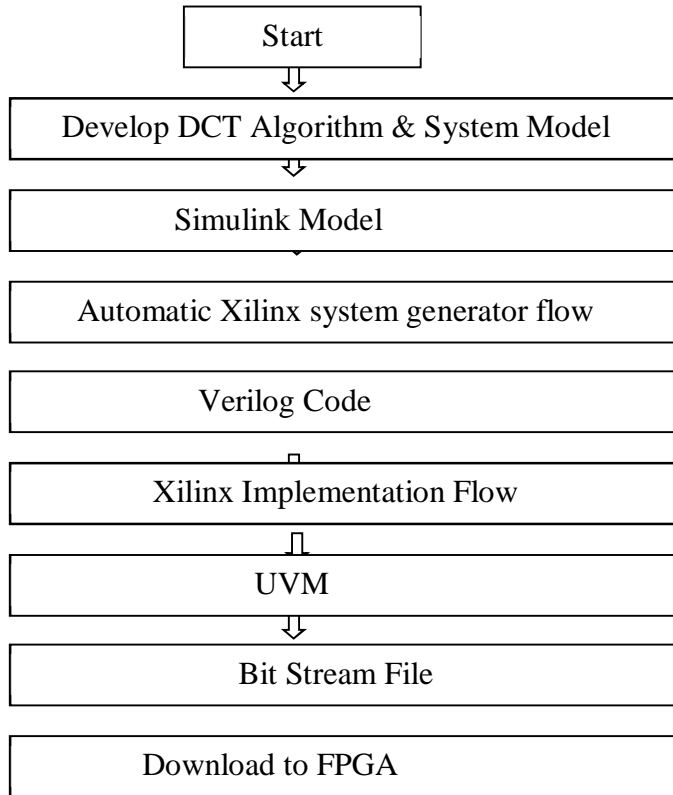 Start
Develop DCT Algorithm & System Model
Simulink Model
Automatic Xilinx system generator flow
Verilog Code
Xilinx Implementation Flow
UVM
Bit Stream File
Download to FPGA